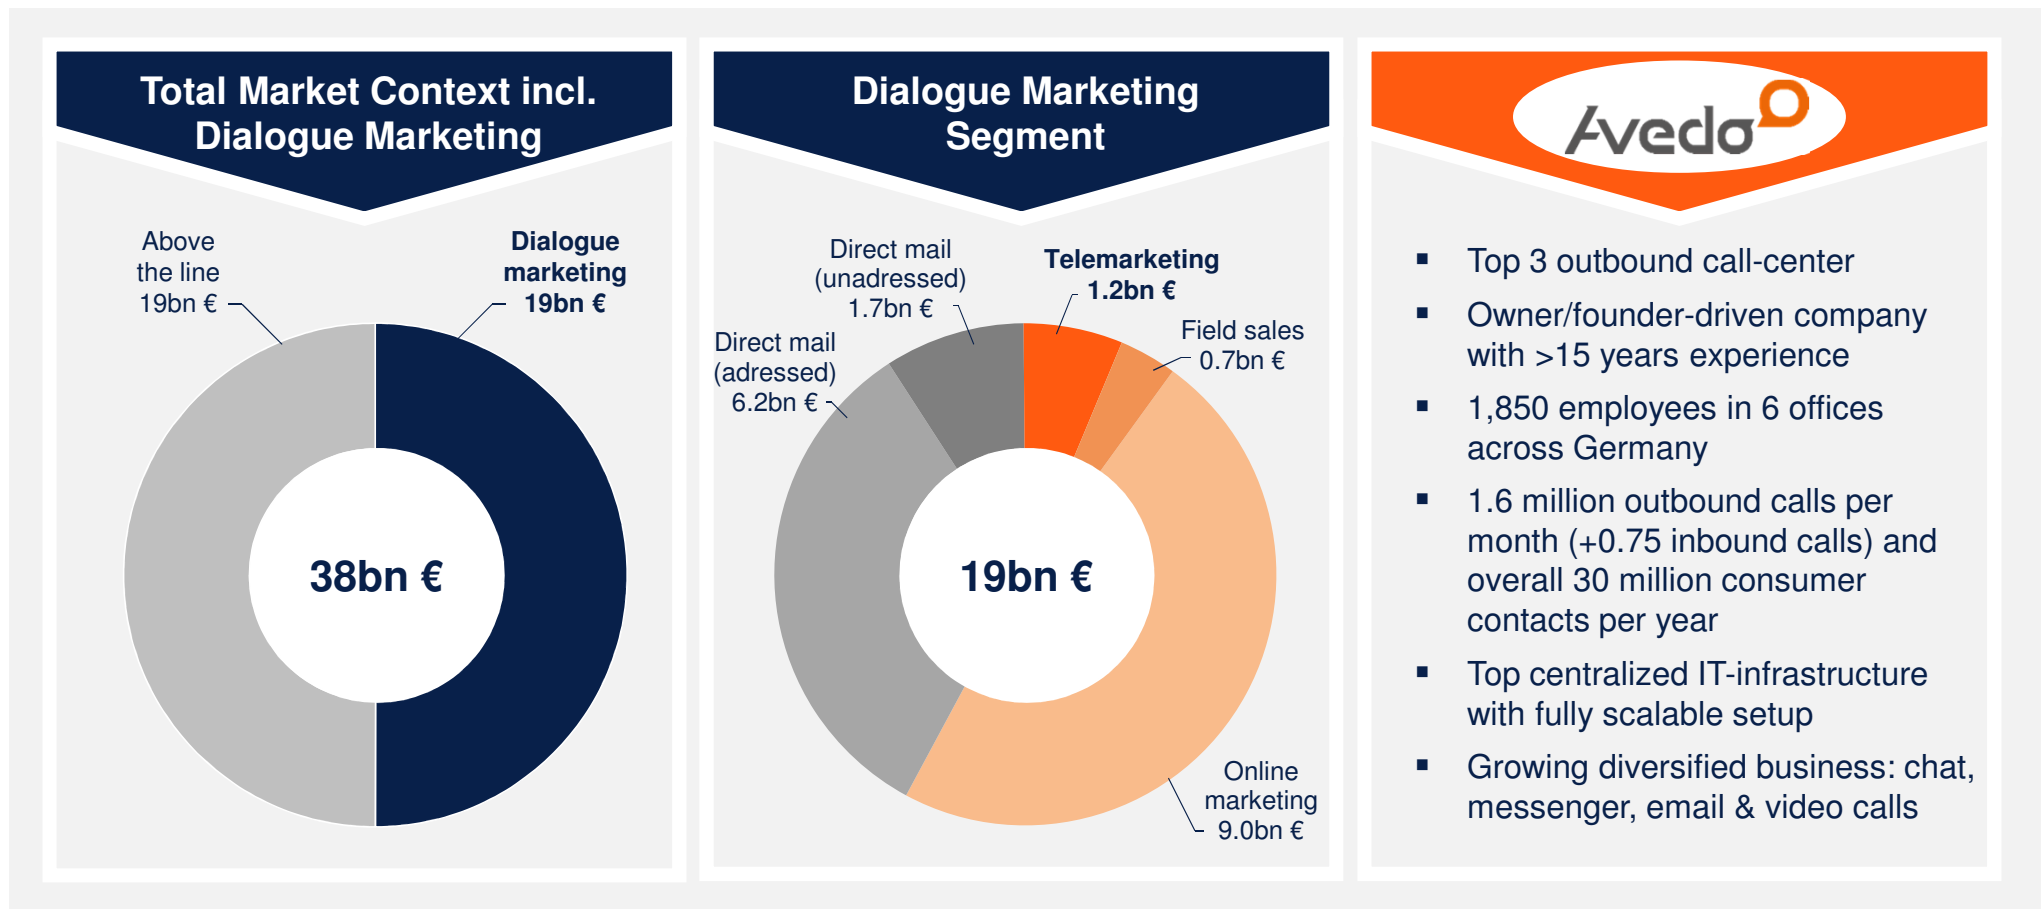 Total Market Context incl.
Dialogue Marketing
Above
the line
19bn €
Dialogue
marketing
19bn €
38bn €
Dialogue Marketing
Segment
Direct mail
(unadressed)
1.7bn €
Telemarketing
1.2bn €
Field sales
0.7bn €
Direct mail
(adressed)
6.2bn €
19bn €
Online
marketing
9.0bn €
Avedo
▪ Top 3 outbound call-center
▪ Owner/founder-driven company
with >15 years experience
▪ 1,850 employees in 6 offices
across Germany
▪ 1.6 million outbound calls per
month (+0.75 inbound calls) and
overall 30 million consumer
contacts per year
▪ Top centralized IT-infrastructure
with fully scalable setup
▪ Growing diversified business: chat,
messenger, email & video calls